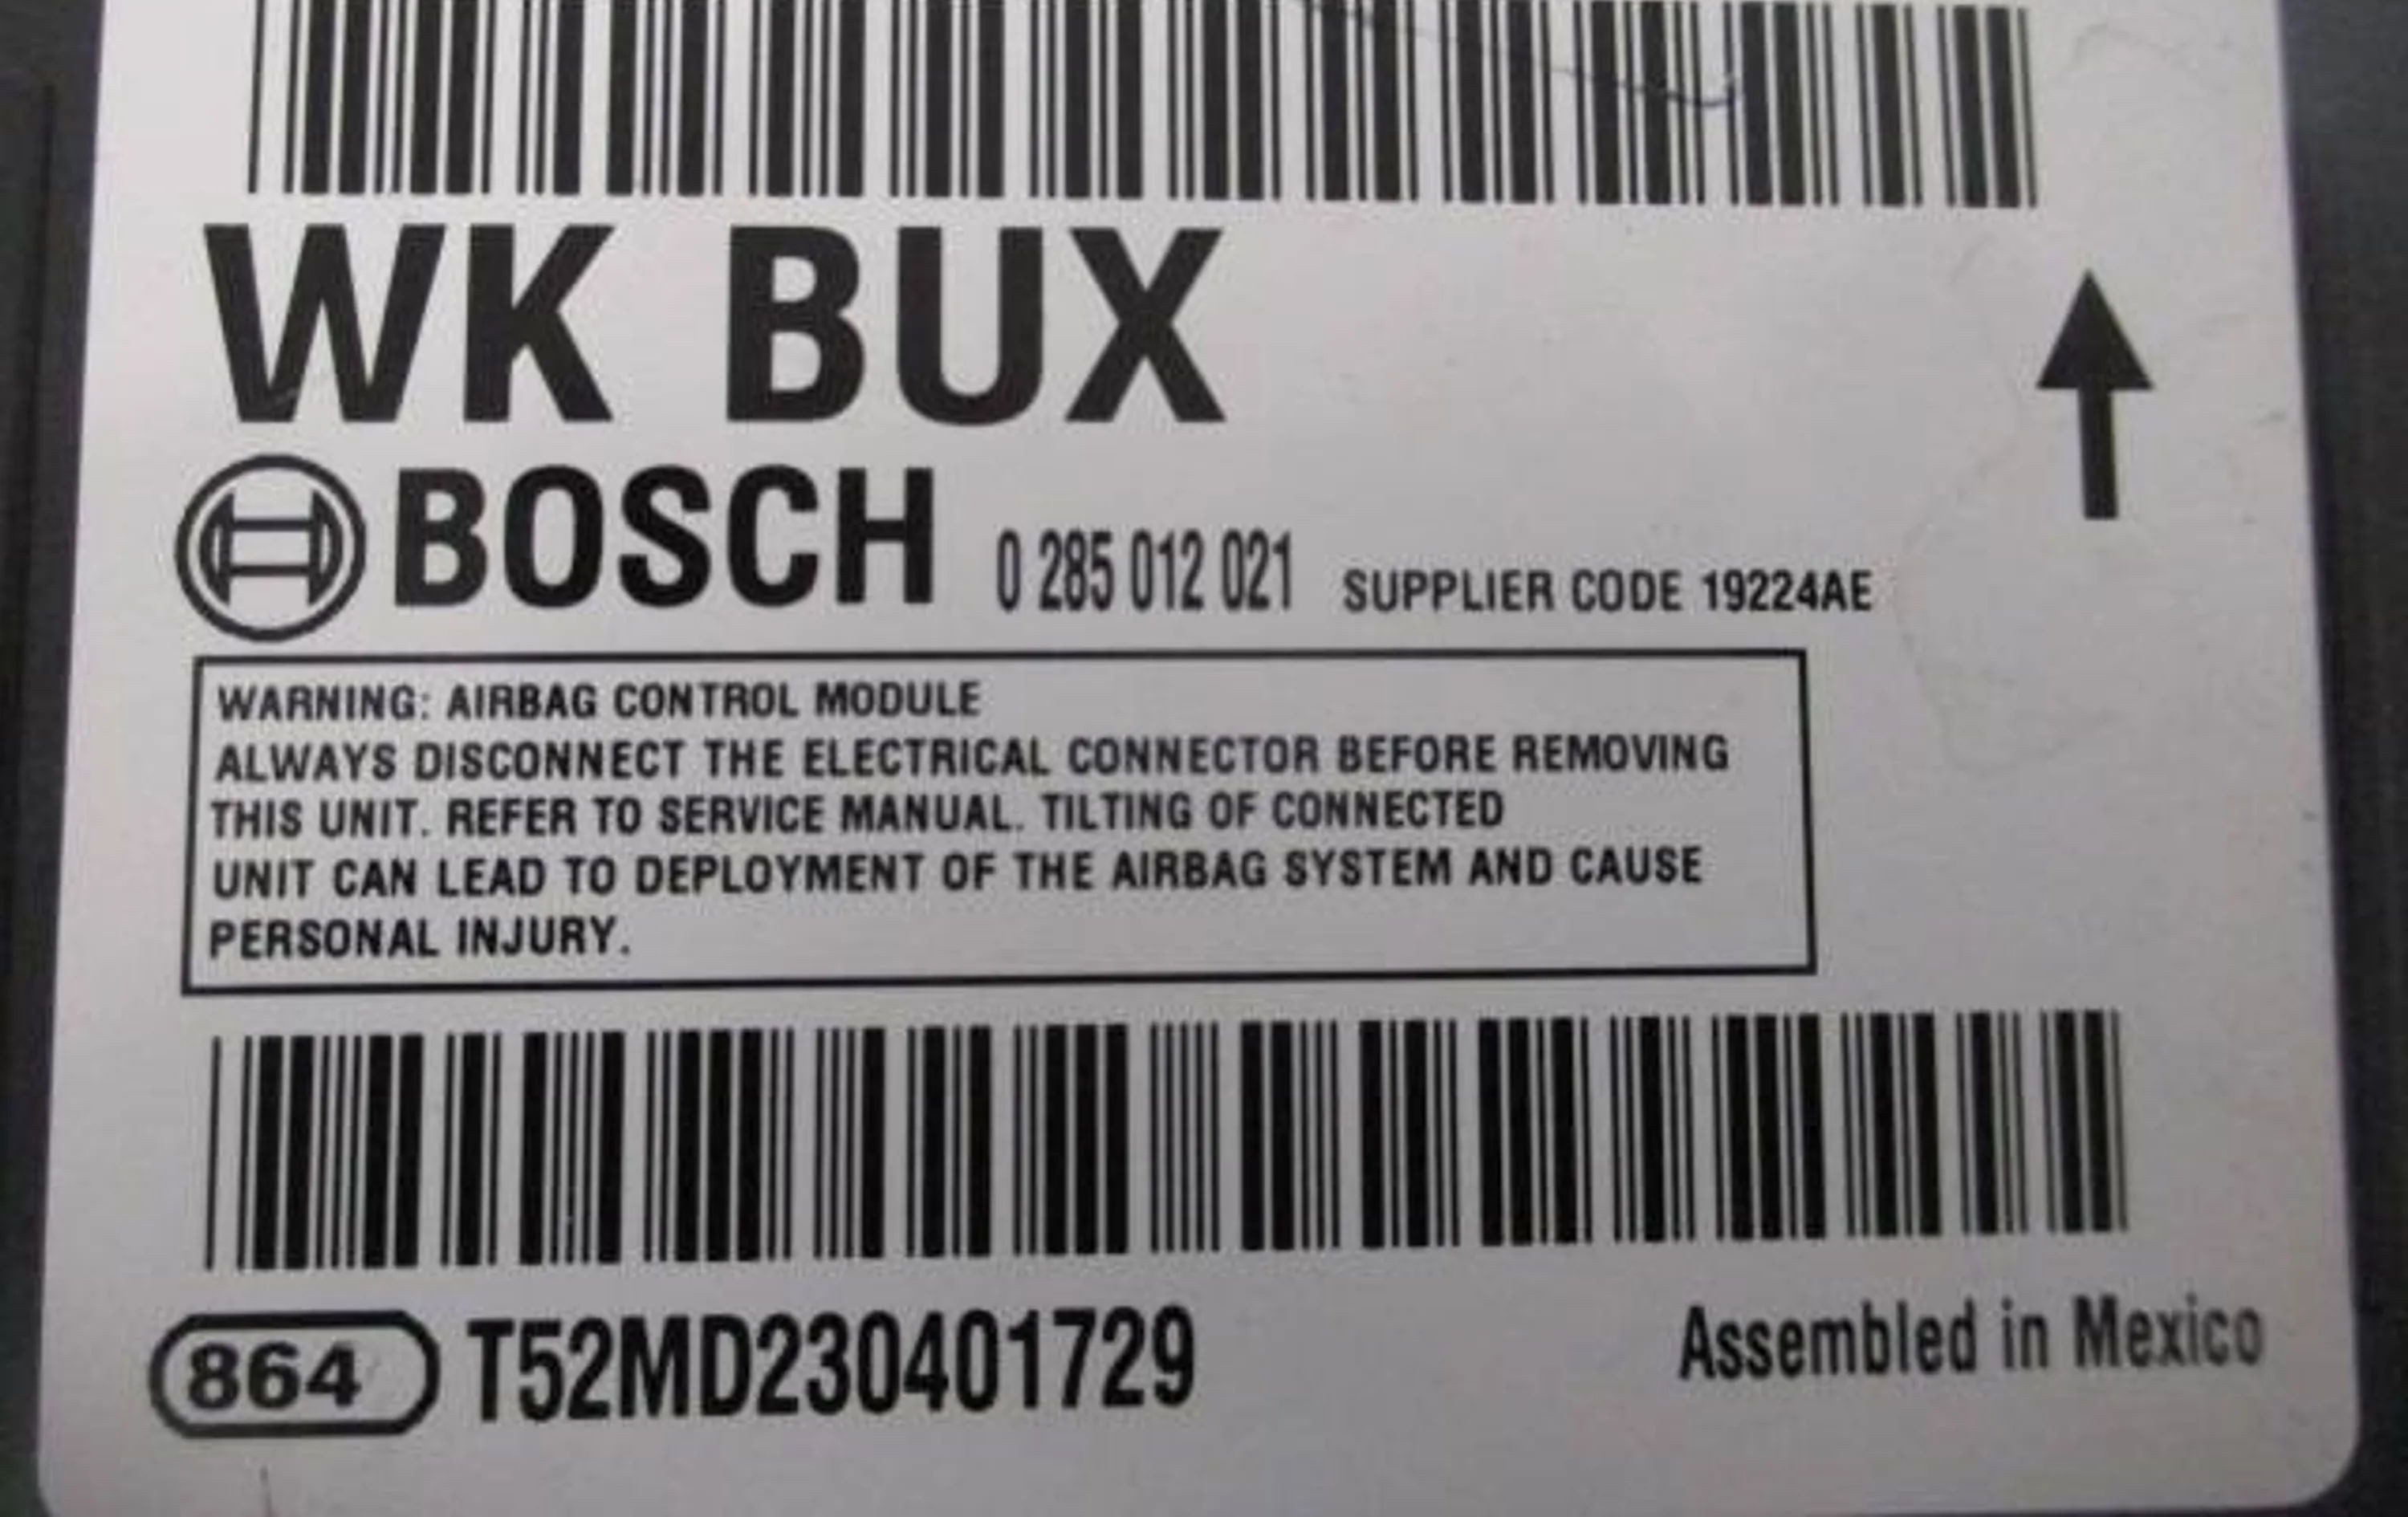 WK BUX
BOSCH 0 285 012 021 SUPPLIER CODE 19224AE
WARNING: AIRBAG CONTROL MODULE
ALWAYS DISCONNECT THE ELECTRICAL CONNECTOR BEFORE REMOVING
THIS UNIT. REFER TO SERVICE MANUAL. TILTING OF CONNECTED
UNIT CAN LEAD TO DEPLOYMENT OF THE AIRBAG SYSTEM AND CAUSE
PERSONAL INJURY.
864 T52MD230401729 Assembled in Mexico